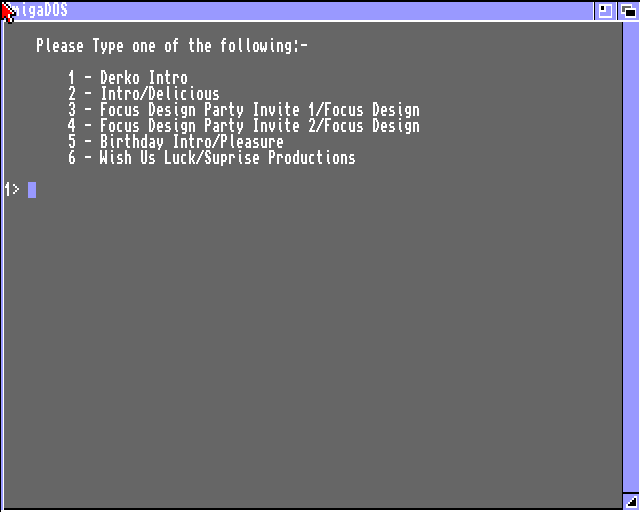 migaDOS
Please Type one of the following:-
1 - Derko Intro
2 - Intro/Delicious
3 - Focus Design Party Invite 1/Focus Design
4 - Focus Design Party Invite 2/Focus Design
5 - Birthday Intro/Pleasure
6 - Wish Us Luck/Suprise Productions
1>